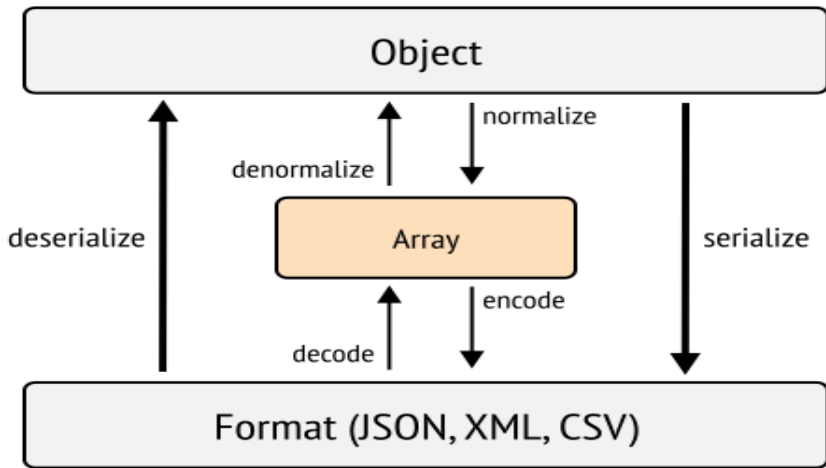 Object
normalize
denormalize
deserialize
Array
serialize
encode
decode
Format (JSON, XML, CSV)